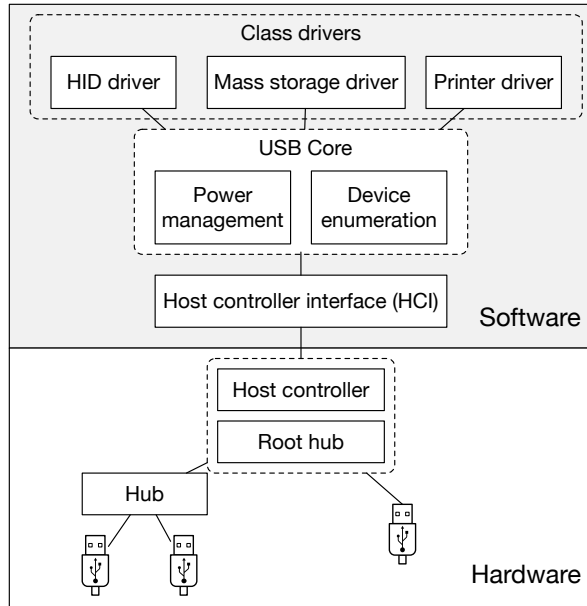 Class drivers
HID driver
Mass storage driver
Printer driver
USB Core
Power
management
Device
enumeration
Host controller interface (HCI)
Software
Host controller
Root hub
Hub
Hardware